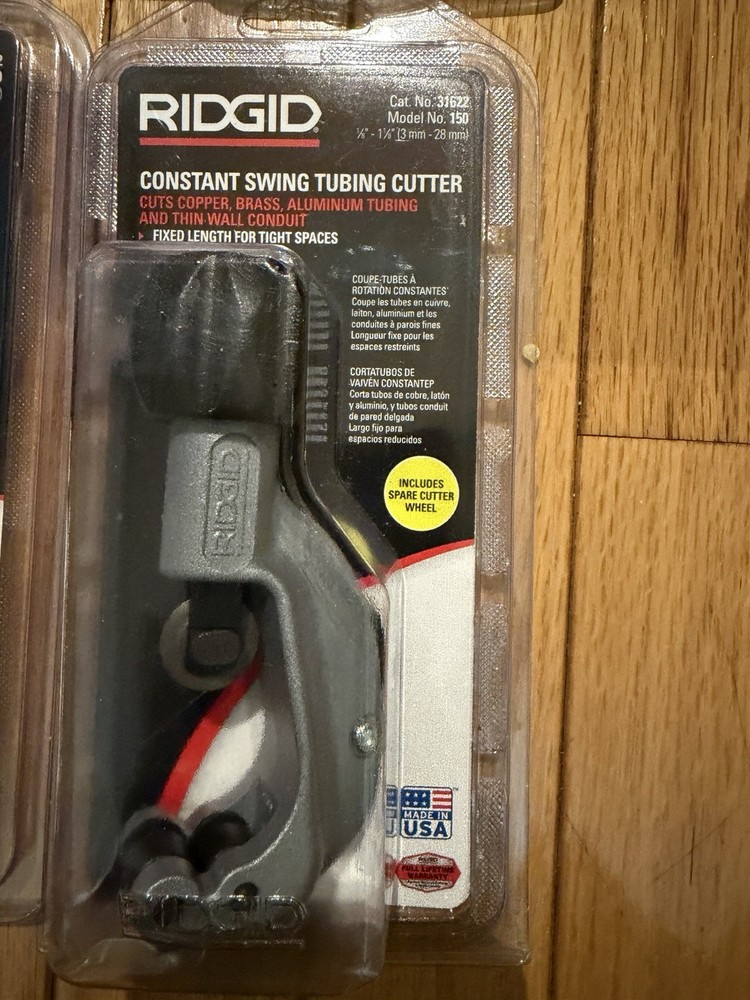 RIDGID
Cat. No. 31622
Model No. 150
⅛" - 1⅛" (3 mm - 28 mm)
CONSTANT SWING TUBING CUTTER
CUTS COPPER, BRASS, ALUMINUM TUBING
AND THIN WALL CONDUIT
FIXED LENGTH FOR TIGHT SPACES
COUPE-TUBES À
ROTATION CONSTANTES
Coupe les tubes en cuivre,
laiton, aluminium et les
conduites à parois fines
Longueur fixe pour les
espaces restreints
CORTATUBOS DE
VAIVÉN CONSTANTEP
Corta tubos de cobre, latón
y aluminio, y tubos conduit
de pared delgada
Largo fijo para
espacios reducidos
INCLUDES
SPARE CUTTER
WHEEL
RIDGID
MADE IN
USA
FULL LIFETIME
WARRANTY
RIDGID